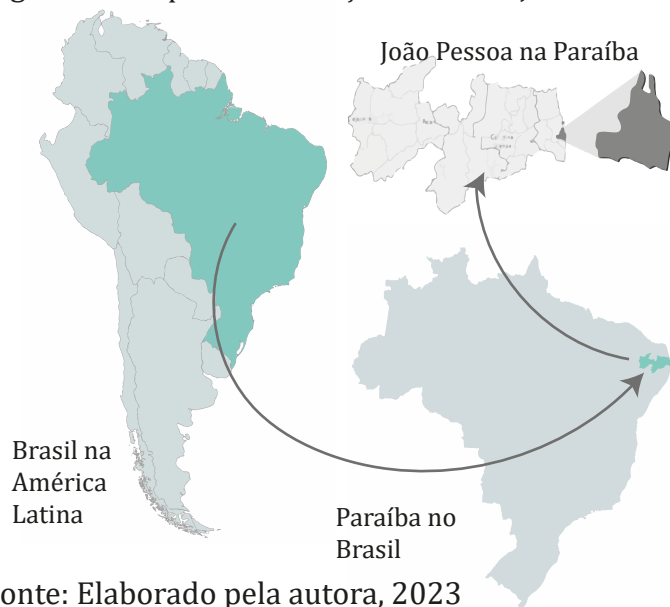 João Pessoa na Paraíba
Brasil na
América
Latina
Paraíba no
Brasil
onte: Elaborado pela autora, 2023